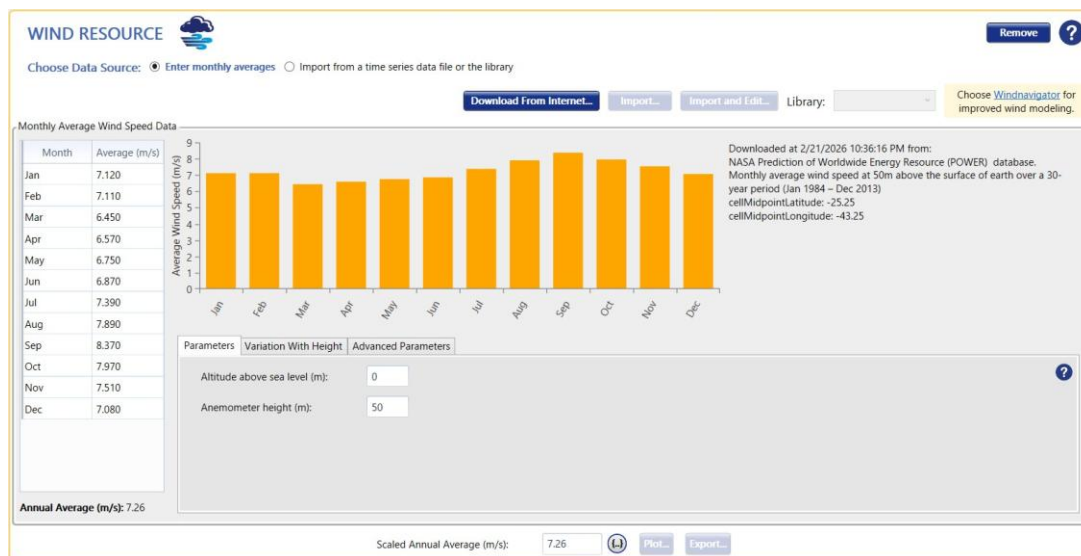 WIND RESOURCE
Remove
?
Choose Data Source: Enter monthly averages Import from a time series data file or the library
Download From Internet... Import... Import and Edit... Library:
Choose Windnavigator for
improved wind modeling.
Monthly Average Wind Speed Data
Month Average (m/s)
Jan 7.120
Feb 7.110
Mar 6.450
Apr 6.570
May 6.750
Jun 6.870
Jul 7.390
Aug 7.890
Sep 8.370
Oct 7.970
Nov 7.510
Dec 7.080
Annual Average (m/s): 7.26
Average Wind Speed (m/s)
9
8
7
6
5
4
3
2
1
0
Jan Feb Mar Apr May Jun Jul Aug Sep Oct Nov Dec
Downloaded at 2/21/2026 10:36:16 PM from:
NASA Prediction of Worldwide Energy Resource (POWER) database.
Monthly average wind speed at 50m above the surface of earth over a 30-
year period (Jan 1984 – Dec 2013)
cellMidpointLatitude: -25.25
cellMidpointLongitude: -43.25
Parameters Variation With Height Advanced Parameters
Altitude above sea level (m): 0
?
Anemometer height (m): 50
Scaled Annual Average (m/s): 7.26 {..} Plot... Export...